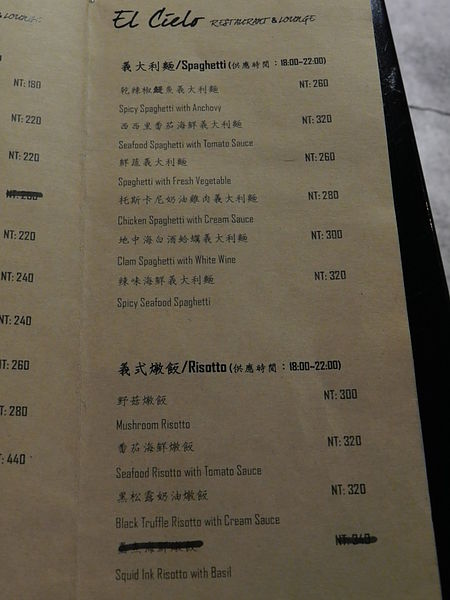 & LOUNGE
NT: 180
NT: 220
NT: 220
NT: 220
NT: 240
NT: 240
NT: 260
NT: 280
NT: 440
El Cielo RESTAURANT & LOUNGE
義大利麵/Spaghetti (供應時間：18:00~22:00)
乾辣椒鯷魚義大利麵 NT: 260
Spicy Spaghetti with Anchovy
西西里番茄海鮮義大利麵 NT: 320
Seafood Spaghetti with Tomato Sauce
鮮蔬義大利麵 NT: 260
Spaghetti with Fresh Vegetable
托斯卡尼奶油雞肉義大利麵 NT: 280
Chicken Spaghetti with Cream Sauce
地中海白酒蛤蠣義大利麵 NT: 300
Clam Spaghetti with White Wine
辣味海鮮義大利麵 NT: 320
Spicy Seafood Spaghetti
義式燉飯/Risotto (供應時間：18:00~22:00)
野菇燉飯 NT: 300
Mushroom Risotto
番茄海鮮燉飯 NT: 320
Seafood Risotto with Tomato Sauce
黑松露奶油燉飯 NT: 320
Black Truffle Risotto with Cream Sauce
海鮮燉飯 NT: 340
Squid Ink Risotto with Basil